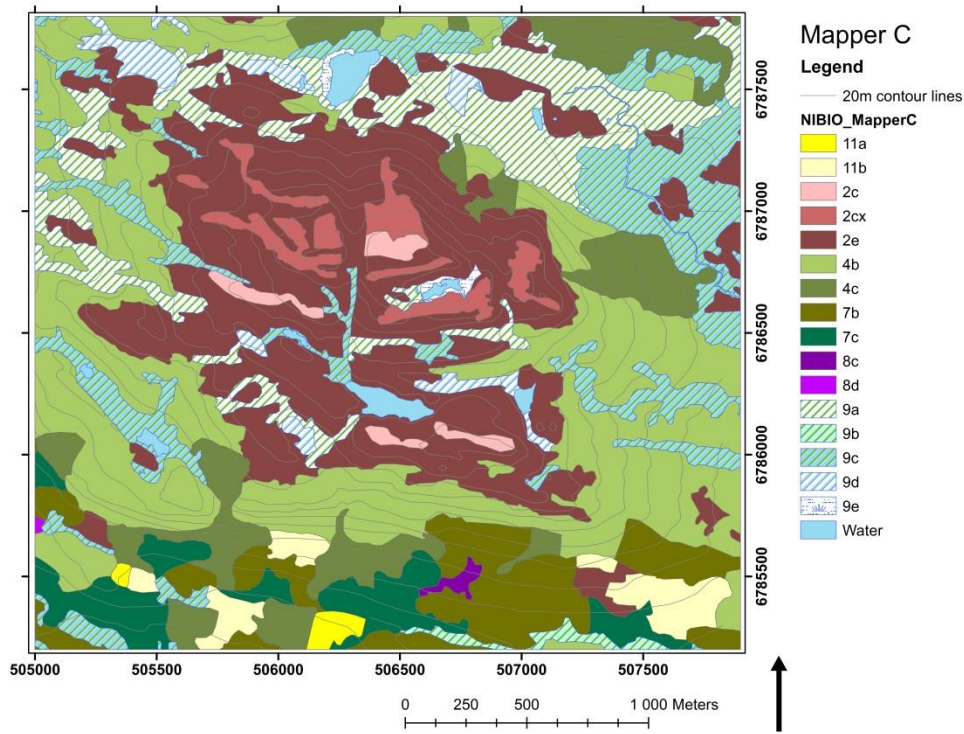 Mapper C
Legend
20m contour lines
NIBIO_MapperC
11a
11b
2c
2cx
2e
4b
4c
7b
7c
8c
8d
9a
9b
9c
9d
9e
Water
6787500
6787000
6786500
6786000
6785500
505000 505500 506000 506500 507000 507500
0 250 500 1 000 Meters